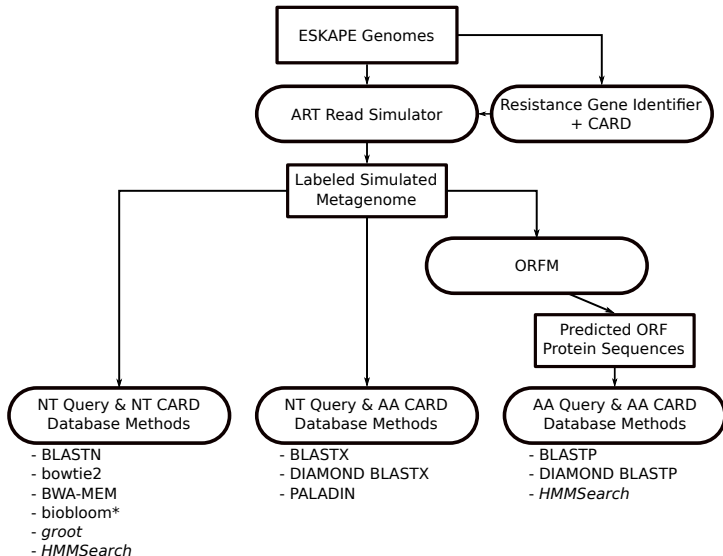 ESKAPE Genomes
ART Read Simulator
Resistance Gene Identifier
+ CARD
Labeled Simulated
Metagenome
ORFM
Predicted ORF
Protein Sequences
NT Query & NT CARD
Database Methods
- BLASTN
- bowtie2
- BWA-MEM
- biobloom*
- groot
- HMMSearch
NT Query & AA CARD
Database Methods
- BLASTX
- DIAMOND BLASTX
- PALADIN
AA Query & AA CARD
Database Methods
- BLASTP
- DIAMOND BLASTP
- HMMSearch